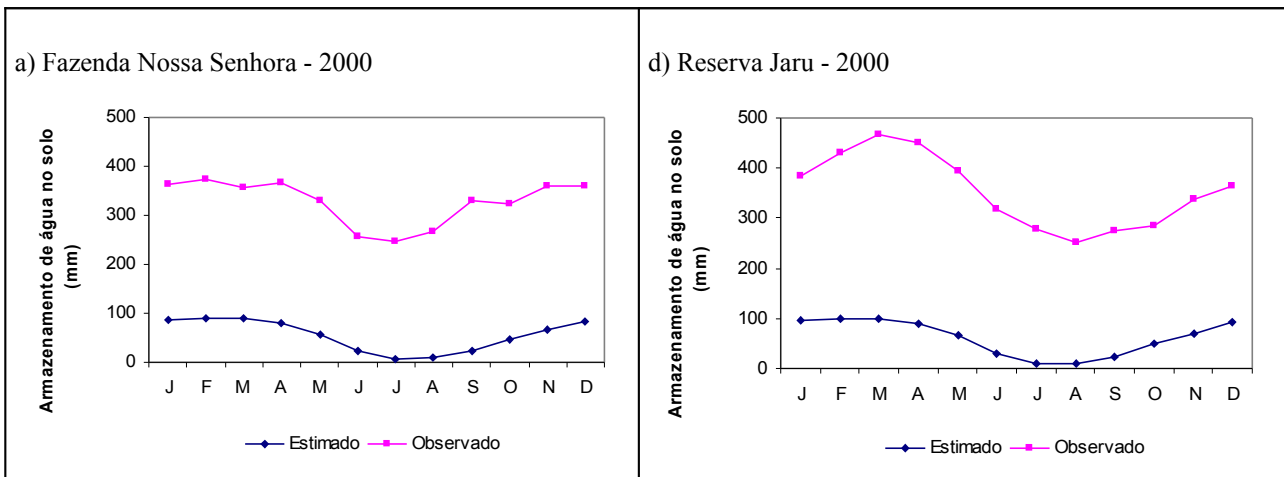 a) Fazenda Nossa Senhora - 2000
Armazenamento de água no solo
(mm)
500
400
300
200
100
0
J F M A M J J A S O N D
Estimado Observado
d) Reserva Jaru - 2000
Armazenamento de água no solo
(mm)
500
400
300
200
100
0
J F M A M J J A S O N D
Estimado Observado